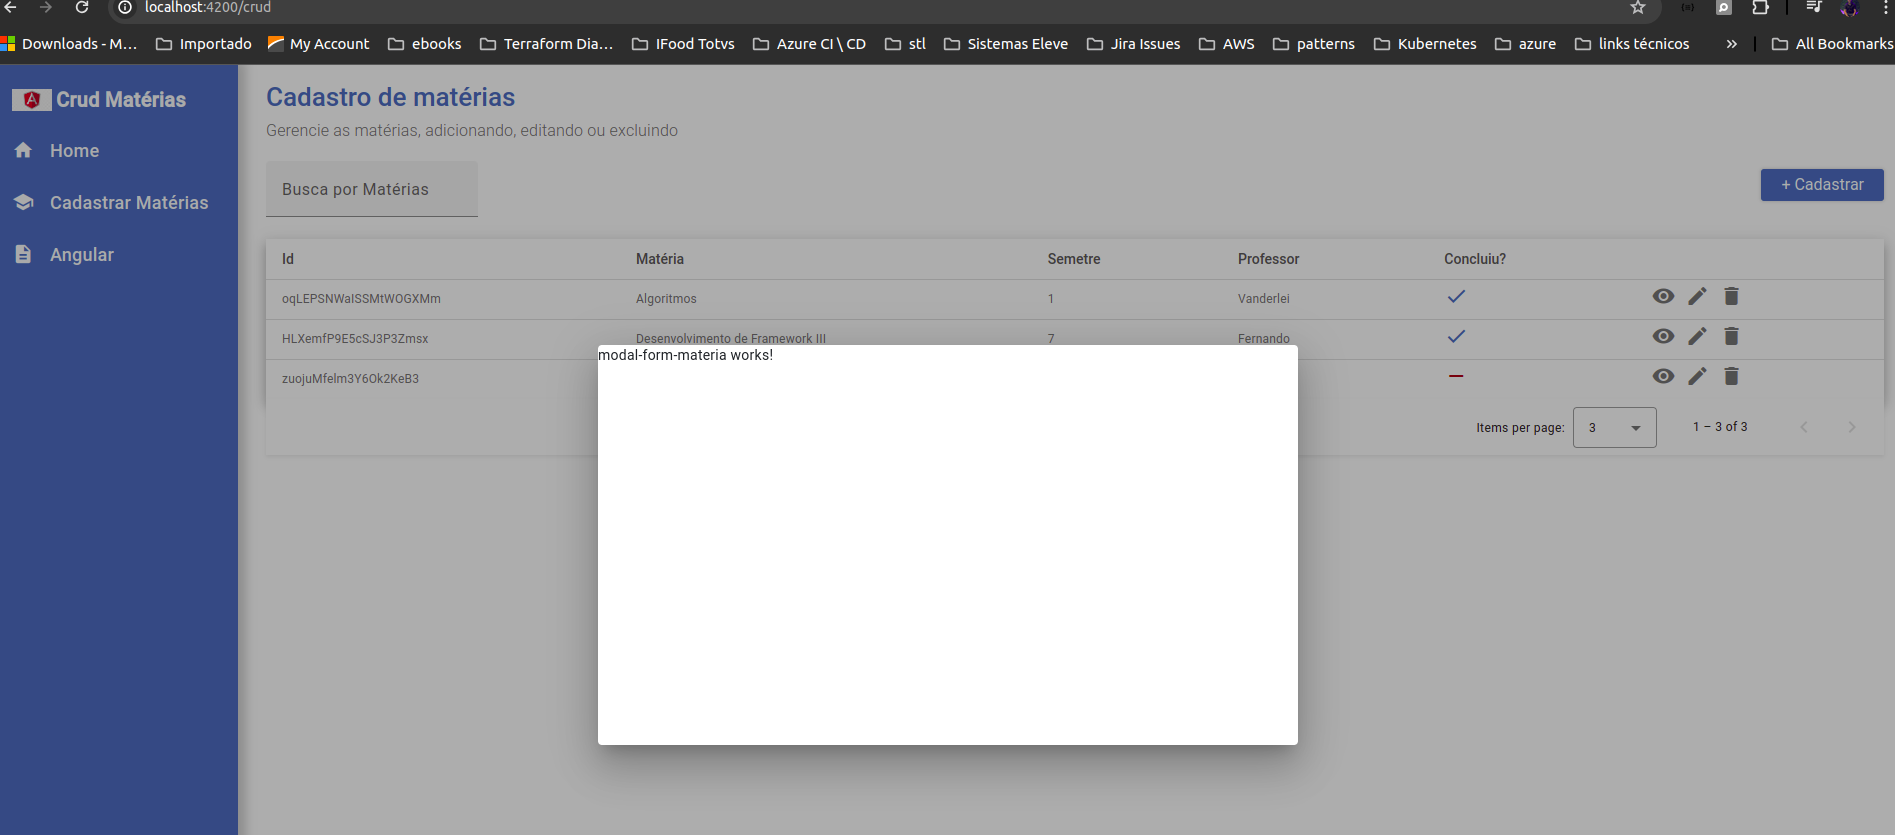 localhost:4200/crud
Downloads - M… Importado My Account ebooks Terraform Dia… IFood Totvs Azure CI \ CD stl Sistemas Eleve Jira Issues AWS patterns Kubernetes azure links técnicos » All Bookmarks
Crud Matérias
Home
Cadastrar Matérias
Angular
Cadastro de matérias
Gerencie as matérias, adicionando, editando ou excluindo
Busca por Matérias
+ Cadastrar
Id Matéria Semetre Professor Concluiu?
oqLEPSNWaISSMtWOGXMm Algoritmos 1 Vanderlei
HLXemfP9E5cSJ3P3Zmsx Desenvolvimento de Framework III 7 Fernando
zuojuMfelm3Y6Ok2KeB3
modal-form-materia works!
Items per page: 3 1 – 3 of 3